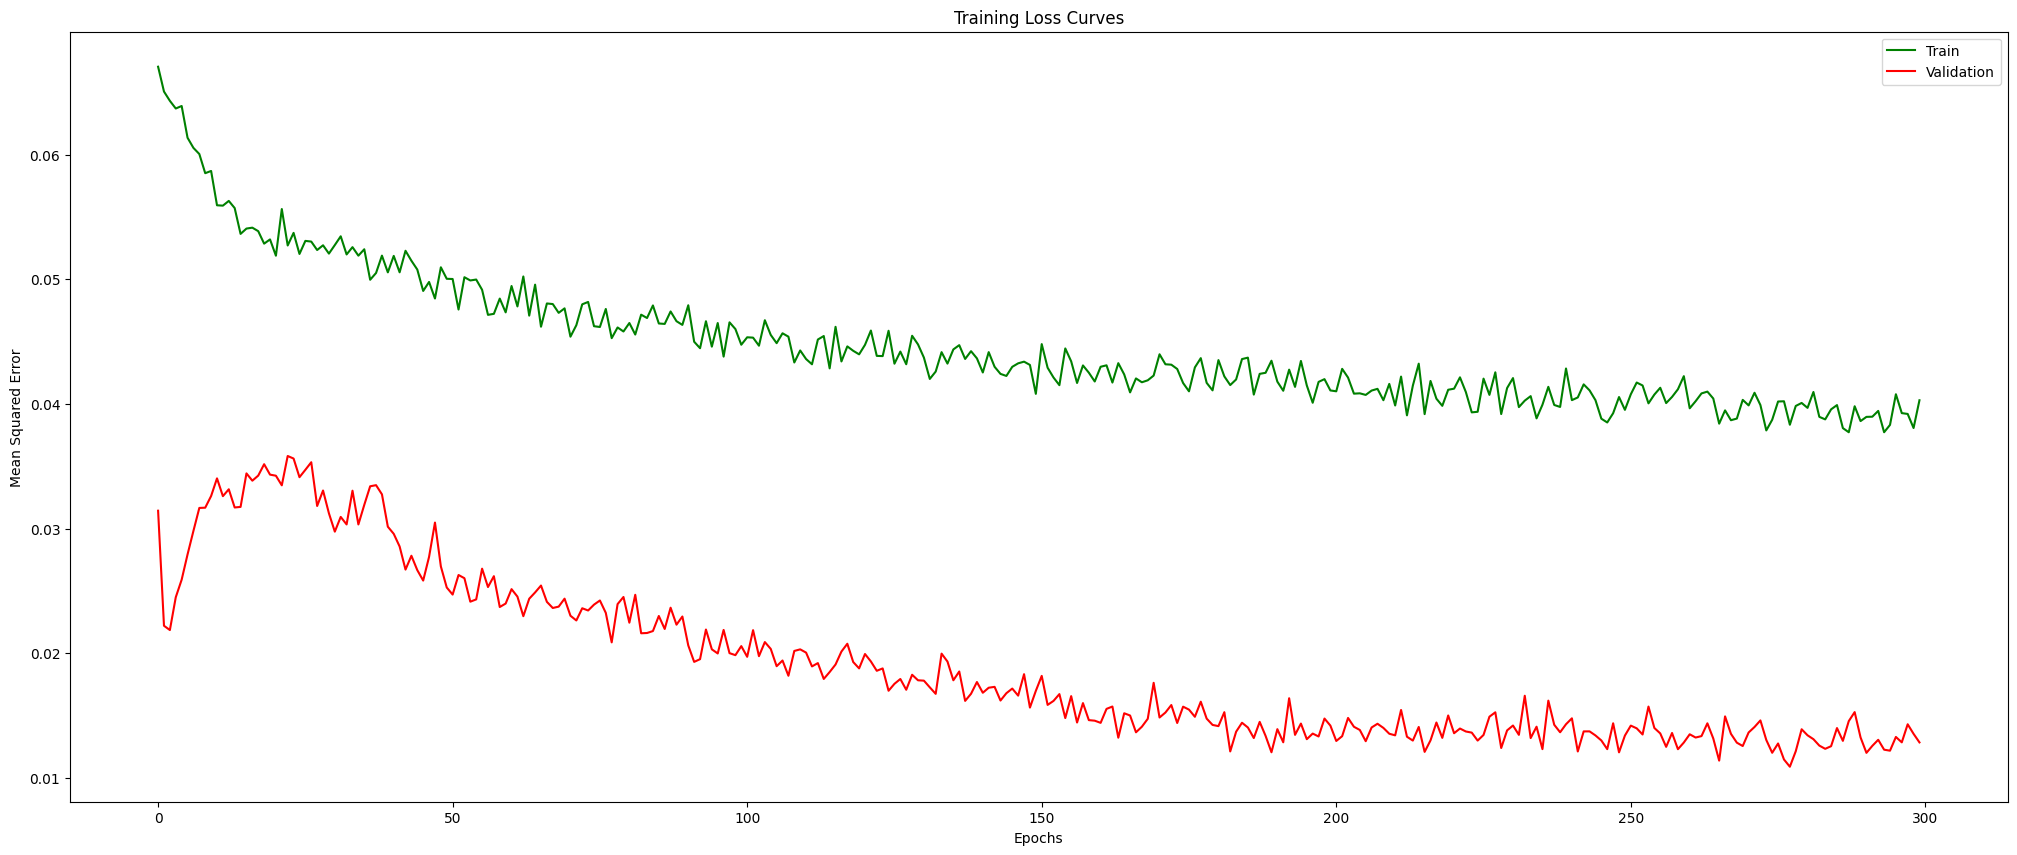 Training Loss Curves
Train
Validation
Mean Squared Error
0.06
0.05
0.04
0.03
0.02
0.01
0 50 100 150 200 250 300
Epochs